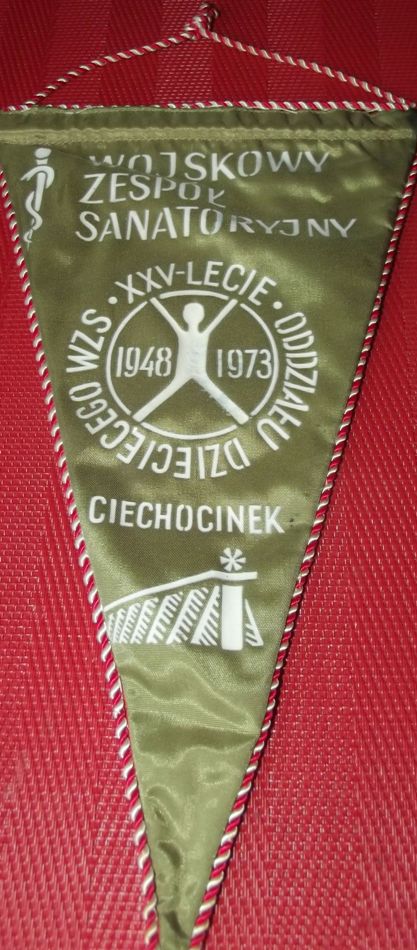 WOJSKOWY
ZESPÓŁ
SANATORYJNY
· XXV-LECIE · ODDZIAŁU DZIECIĘCEGO WZS
1948 1973
CIECHOCINEK